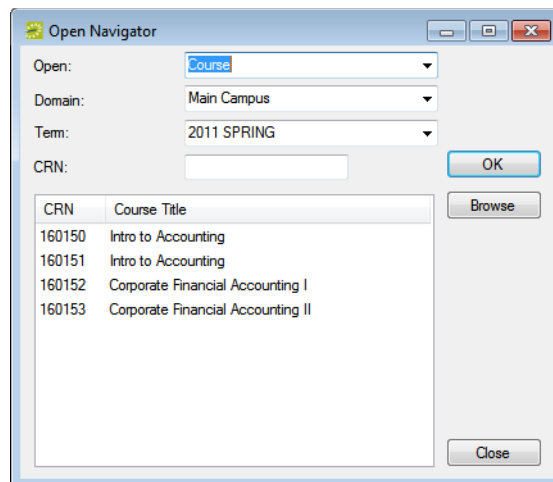 Open Navigator
Open: Course
Domain: Main Campus
Term: 2011 SPRING
CRN: OK
Browse
CRN Course Title
160150 Intro to Accounting
160151 Intro to Accounting
160152 Corporate Financial Accounting I
160153 Corporate Financial Accounting II
Close